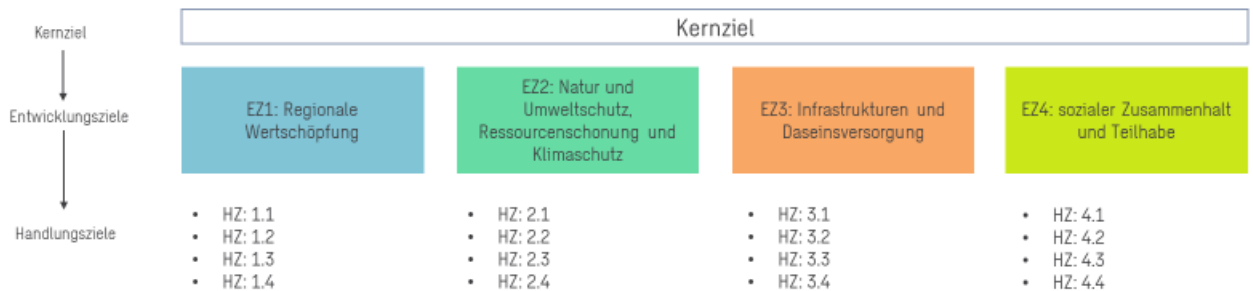 Kernziel
Kernziel
Entwicklungsziele
EZ1: Regionale
Wertschöpfung
EZ2: Natur und
Umweltschutz,
Ressourcenschonung und
Klimaschutz
EZ3: Infrastrukturen und
Daseinsversorgung
EZ4: sozialer Zusammenhalt
und Teilhabe
Handlungsziele
• HZ: 1.1
• HZ: 1.2
• HZ: 1.3
• HZ: 1.4
• HZ: 2.1
• HZ: 2.2
• HZ: 2.3
• HZ: 2.4
• HZ: 3.1
• HZ: 3.2
• HZ: 3.3
• HZ: 3.4
• HZ: 4.1
• HZ: 4.2
• HZ: 4.3
• HZ: 4.4